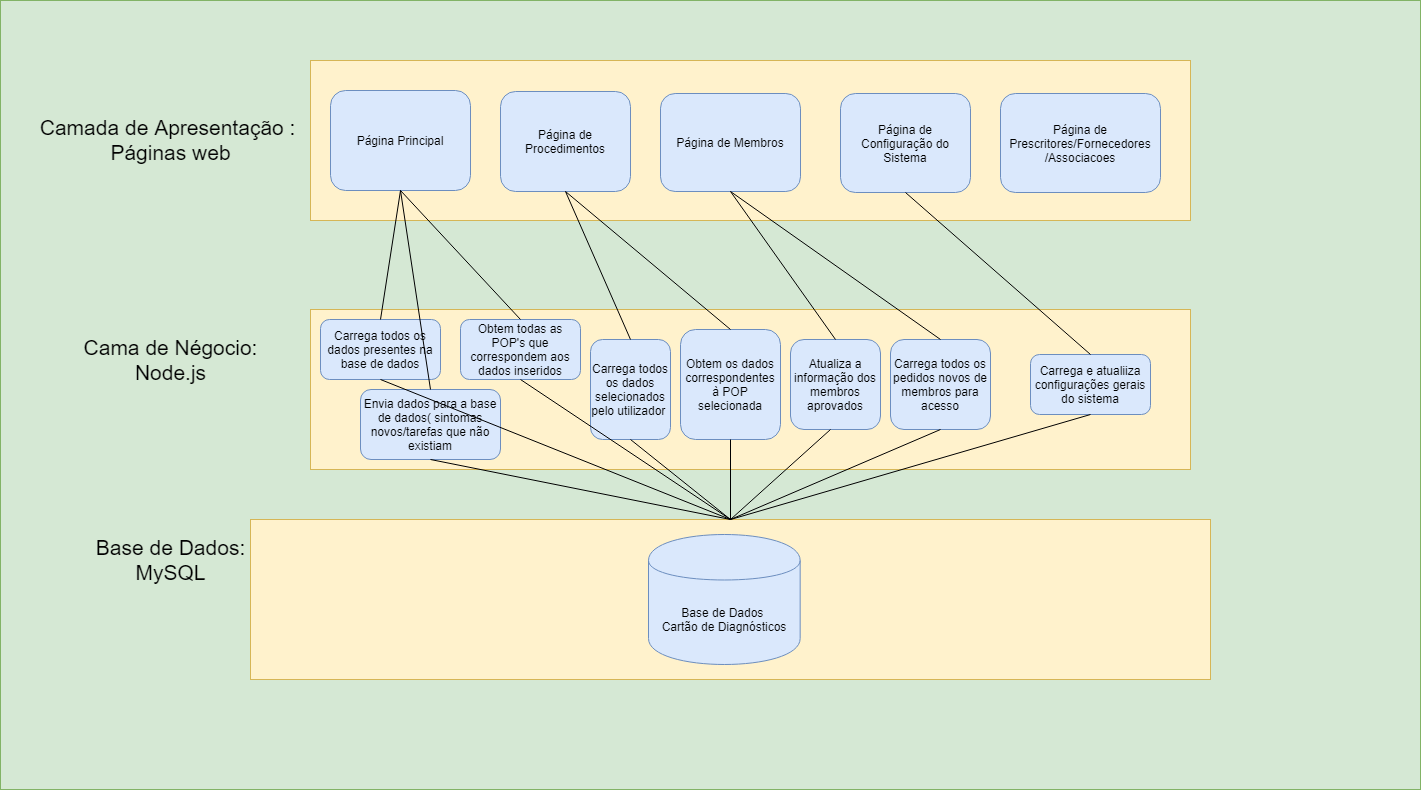 Camada de Apresentação :
Páginas web
Página Principal
Página de
Procedimentos
Página de Membros
Página de
Configuração do
Sistema
Página de
Prescritores/Fornecedores
/Associacoes
Cama de Négocio:
Node.js
Carrega todos os
dados presentes na
base de dados
Envia dados para a base
de dados( sintomas
novos/tarefas que não
existiam
Obtem todas as
POP's que
correspondem aos
dados inseridos
Carrega todos
os dados
selecionados
pelo utilizador
Obtem os dados
correspondentes
à POP
selecionada
Atualiza a
informação dos
membros
aprovados
Carrega todos os
pedidos novos de
membros para
acesso
Carrega e atualiiza
configurações gerais
do sistema
Base de Dados:
MySQL
Base de Dados
Cartão de Diagnósticos